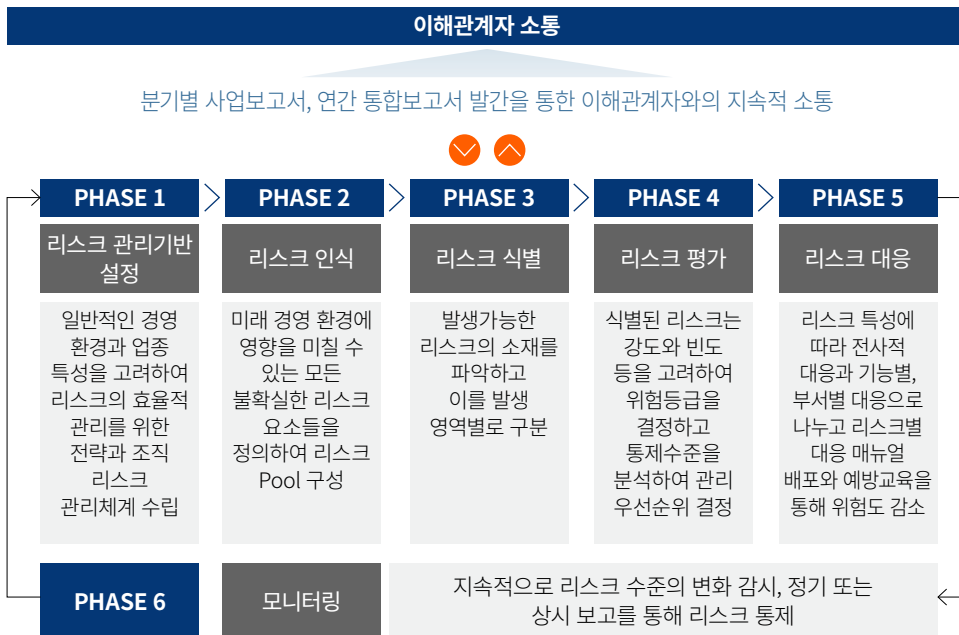 이해관계자 소통
분기별 사업보고서, 연간 통합보고서 발간을 통한 이해관계자와의 지속적 소통
PHASE 1
리스크 관리기반
설정
일반적인 경영
환경과 업종
특성을 고려하여
리스크의 효율적
관리를 위한
전략과 조직
리스크
관리체계 수립
PHASE 2
리스크 인식
미래 경영 환경에
영향을 미칠 수
있는 모든
불확실한 리스크
요소들을
정의하여 리스크
Pool 구성
PHASE 3
리스크 식별
발생가능한
리스크의 소재를
파악하고
이를 발생
영역별로 구분
PHASE 4
리스크 평가
식별된 리스크는
강도와 빈도
등을 고려하여
위험등급을
결정하고
통제수준을
분석하여 관리
우선순위 결정
PHASE 5
리스크 대응
리스크 특성에
따라 전사적
대응과 기능별,
부서별 대응으로
나누고 리스크별
대응 매뉴얼
배포와 예방교육을
통해 위험도 감소
PHASE 6
모니터링
지속적으로 리스크 수준의 변화 감시, 정기 또는
상시 보고를 통해 리스크 통제